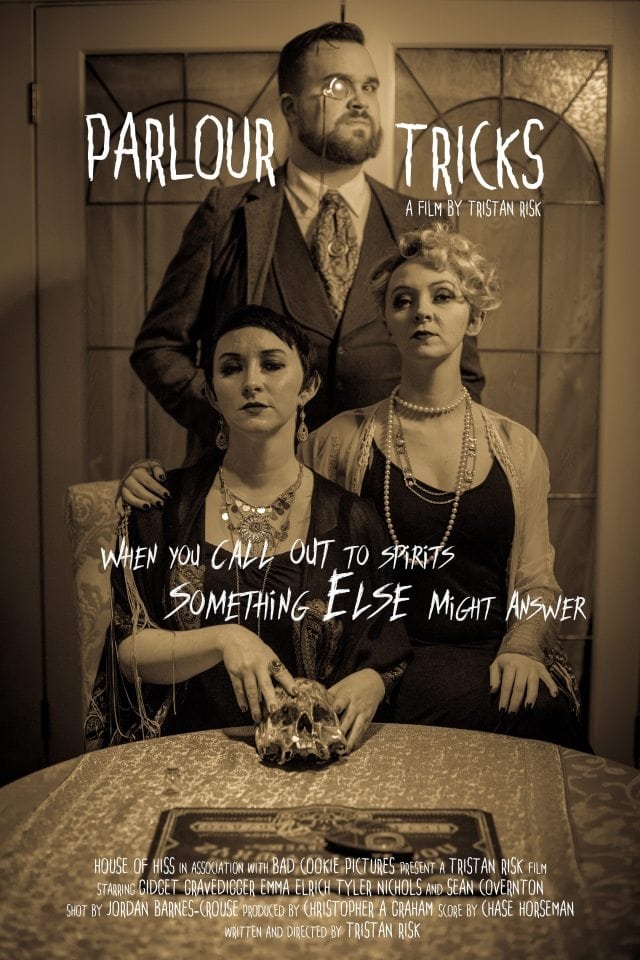 PARLOUR TRICKS
A FILM BY TRISTAN RISK
WHEN YOU CALL OUT TO SPIRITS
SOMETHING ELSE MIGHT ANSWER
HOUSE OF HISS IN ASSOCIATION WITH BAD COOKIE PICTURES PRESENT A TRISTAN RISK FILM
STARRING GIDGET GRAVEDIGGER EMMA ELRICH TYLER NICHOLS AND SEAN COVERNTON
SHOT BY JORDAN BARNES-CROUSE PRODUCED BY CHRISTOPHER A GRAHAM SCORE BY CHASE HORSEMAN
WRITTEN AND DIRECTED BY TRISTAN RISK